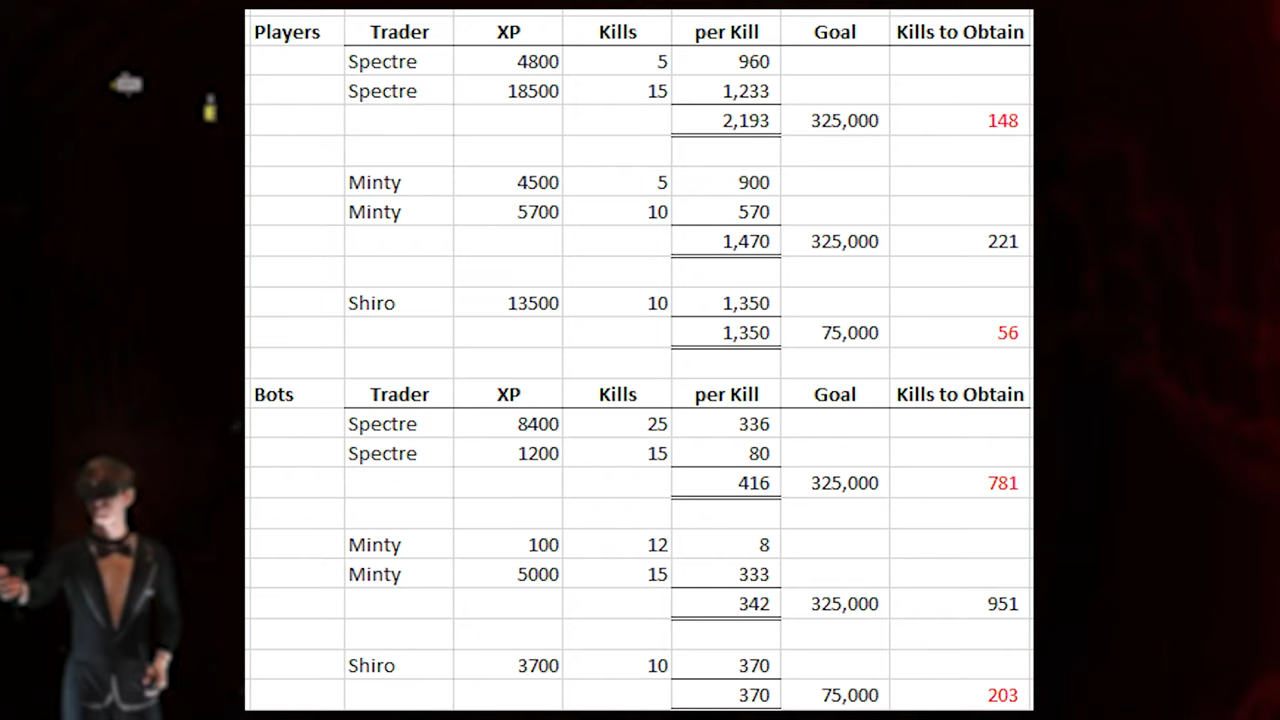 Players Trader XP Kills per Kill Goal Kills to Obtain
Spectre 4800 5 960
Spectre 18500 15 1,233
2,193 325,000 148
Minty 4500 5 900
Minty 5700 10 570
1,470 325,000 221
Shiro 13500 10 1,350
1,350 75,000 56
Bots Trader XP Kills per Kill Goal Kills to Obtain
Spectre 8400 25 336
Spectre 1200 15 80
416 325,000 781
Minty 100 12 8
Minty 5000 15 333
342 325,000 951
Shiro 3700 10 370
370 75,000 203